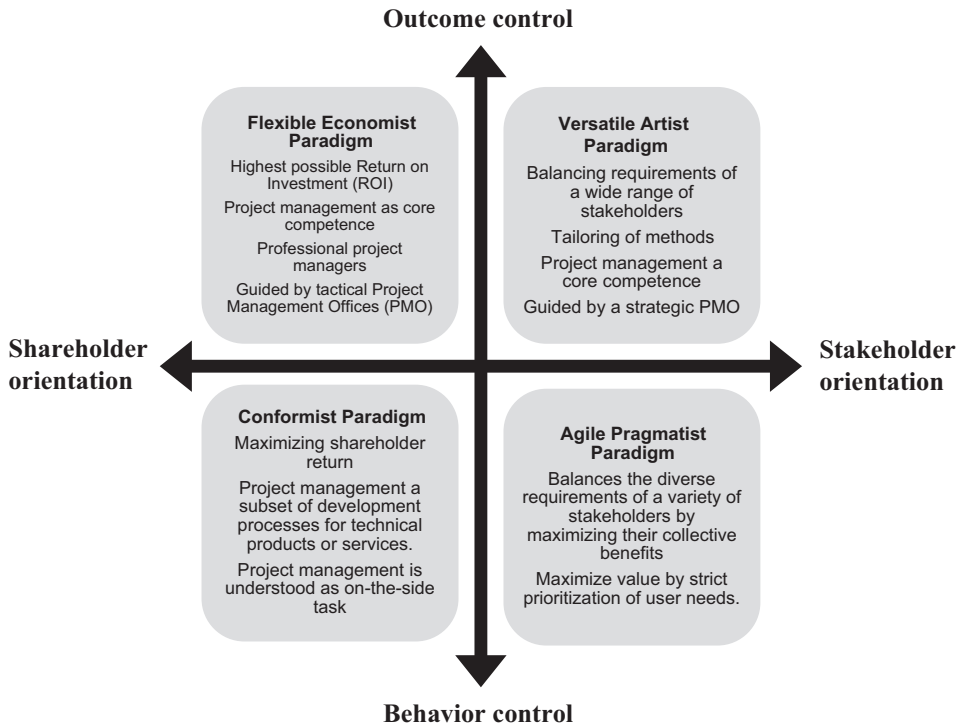 Outcome control
Flexible Economist
Paradigm
Highest possible Return on
Investment (ROI)
Project management as core
competence
Professional project
managers
Guided by tactical Project
Management Offices (PMO)
Versatile Artist
Paradigm
Balancing requirements of
a wide range of
stakeholders
Tailoring of methods
Project management a
core competence
Guided by a strategic PMO
Shareholder
orientation
Stakeholder
orientation
Conformist Paradigm
Maximizing shareholder
return
Project management a
subset of development
processes for technical
products or services.
Project management is
understood as on-the-side
task
Agile Pragmatist
Paradigm
Balances the diverse
requirements of a variety of
stakeholders by
maximizing their collective
benefits
Maximize value by strict
prioritization of user needs.
Behavior control